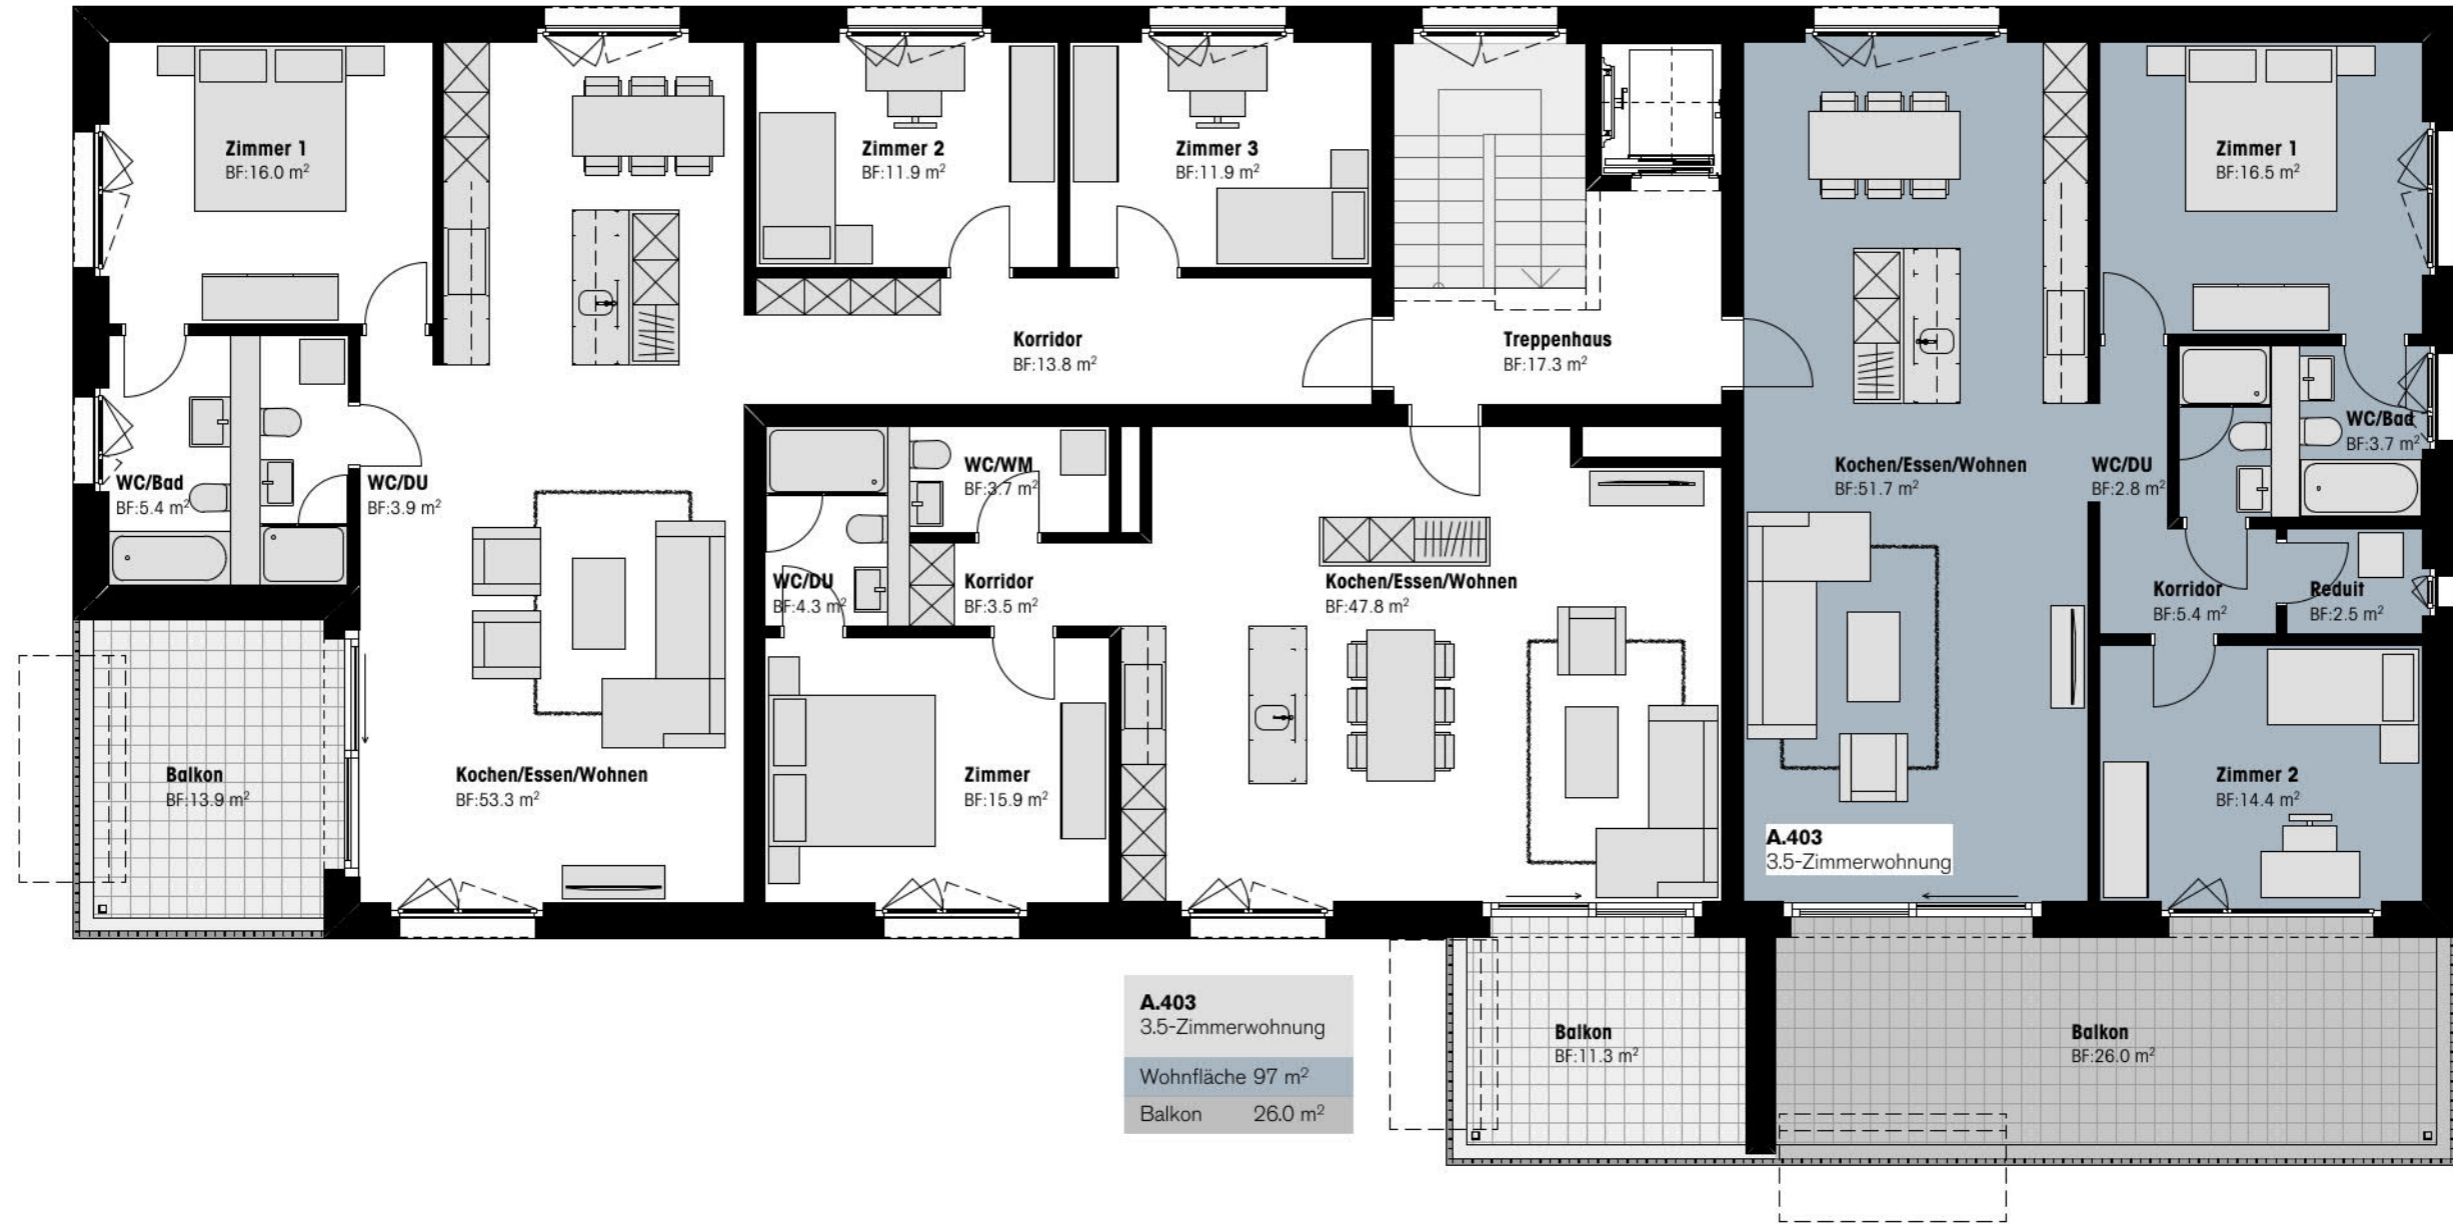 Zimmer 1
BF:16.0 m²
Zimmer 2
BF:11.9 m²
Zimmer 3
BF:11.9 m²
Zimmer 1
BF:16.5 m²
Korridor
BF:13.8 m²
Treppenhaus
BF:17.3 m²
WC/Bad
BF:5.4 m²
WC/DU
BF:3.9 m²
WC/WM
BF:3.7 m²
Kochen/Essen/Wohnen
BF:51.7 m²
WC/DU
BF:2.8 m²
WC/Bad
BF:3.7 m²
WC/DU
BF:4.3 m²
Korridor
BF:3.5 m²
Kochen/Essen/Wohnen
BF:47.8 m²
Korridor
BF:5.4 m²
Reduit
BF:2.5 m²
Balkon
BF:13.9 m²
Kochen/Essen/Wohnen
BF:53.3 m²
Zimmer
BF:15.9 m²
Zimmer 2
BF:14.4 m²
A.403
3.5-Zimmerwohnung
A.403
3.5-Zimmerwohnung
Wohnfläche 97 m²
Balkon 26.0 m²
Balkon
BF:11.3 m²
Balkon
BF:26.0 m²